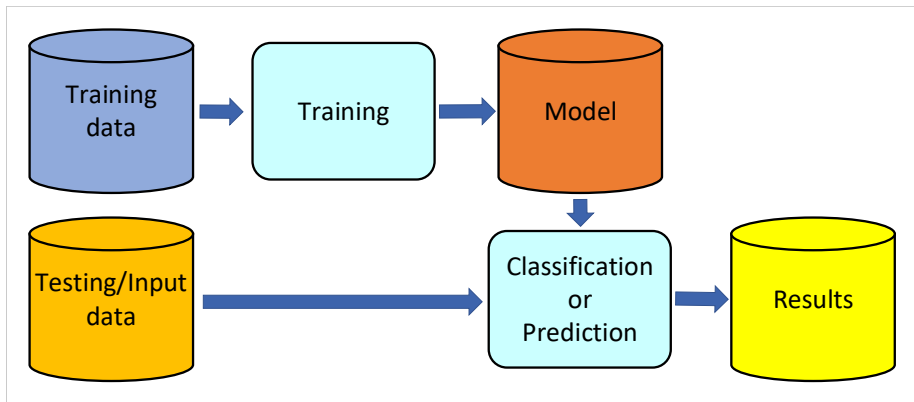 Training
data
Training
Model
Testing/Input
data
Classification
or
Prediction
Results